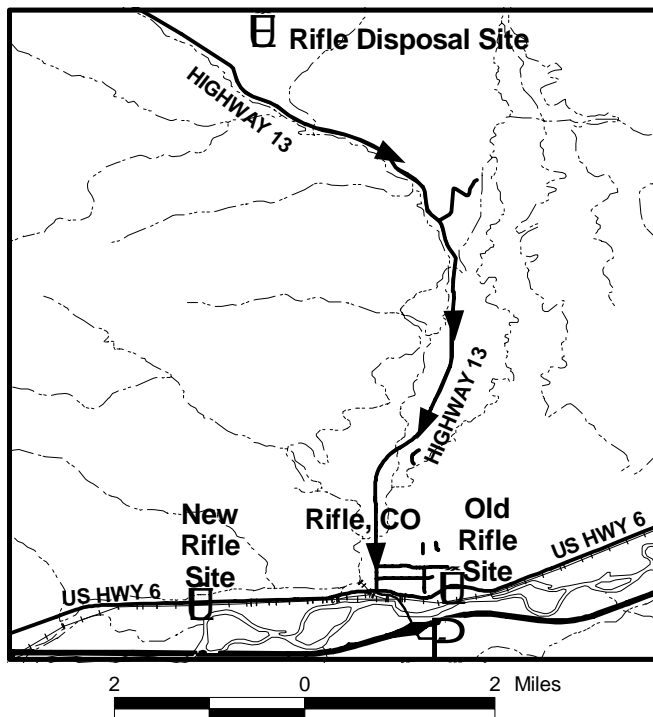 Rifle Disposal Site
HIGHWAY 13
HIGHWAY 13
New
Rifle
Site
Rifle, CO
Old
Rifle
Site
US HWY 6
US HWY 6
2 0 2 Miles